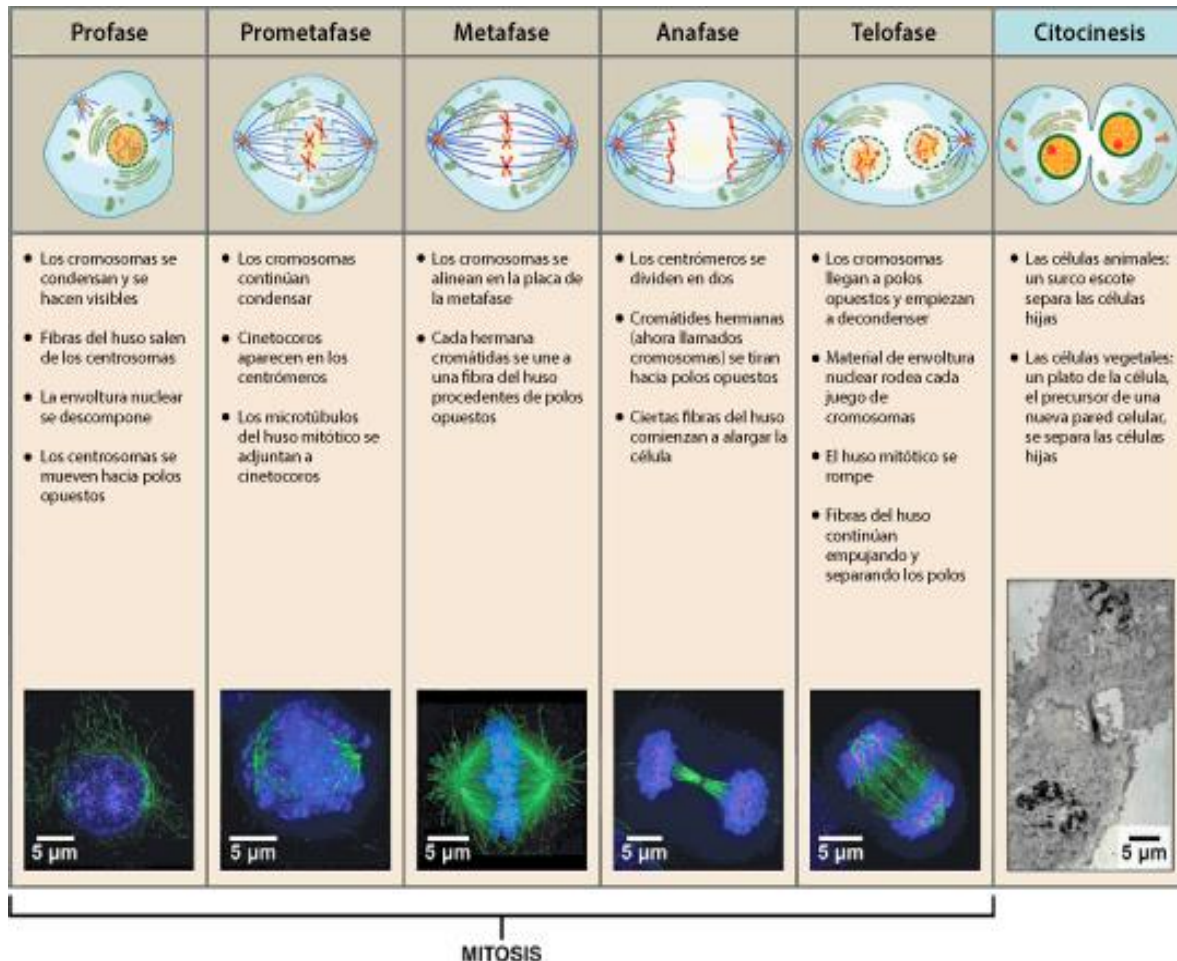 Profase
Prometafase
Metafase
Anafase
Telofase
Citocinesis
• Los cromosomas se
condensan y se
hacen visibles
• Fibras del huso salen
de los centrosomas
• La envoltura nuclear
se descompone
• Los centrosomas se
mueven hacia polos
opuestos
• Los cromosomas
continúan
condensar
• Cinetocoros
aparecen en los
centrómeros
• Los microtúbulos
del huso mitótico se
adjuntan a
cinetocoros
• Los cromosomas se
alinean en la placa de
la metafase
• Cada hermana
cromátidas se une a
una fibra del huso
procedentes de polos
opuestos
• Los centrómeros se
dividen en dos
• Cromátides hermanas
(ahora llamados
cromosomas) se tiran
hacia polos opuestos
• Ciertas fibras del huso
comienzan a alargar la
célula
• Los cromosomas
llegan a polos
opuestos y empiezan
a decondenser
• Material de envoltura
nuclear rodea cada
juego de
cromosomas
• El huso mitótico se
rompe
• Fibras del huso
continúan
empujando y
separando los polos
• Las células animales:
un surco escote
separa las células
hijas
• Las células vegetales:
un plato de la célula,
el precursor de una
nueva pared celular,
se separa las células
hijas
5 µm
5 µm
5 µm
5 µm
5 µm
5 µm
MITOSIS